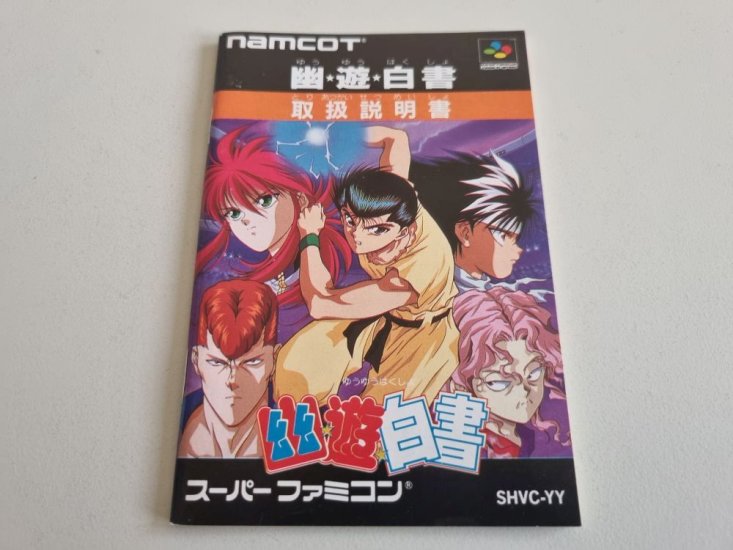 namcoT®
ゆう ゆう はく しょ
幽★遊★白書
とり あつかい せつ めい しょ
取扱説明書
ゆうゆうはくしょ
幽★遊★白書
スーパーファミコン®
SHVC-YY